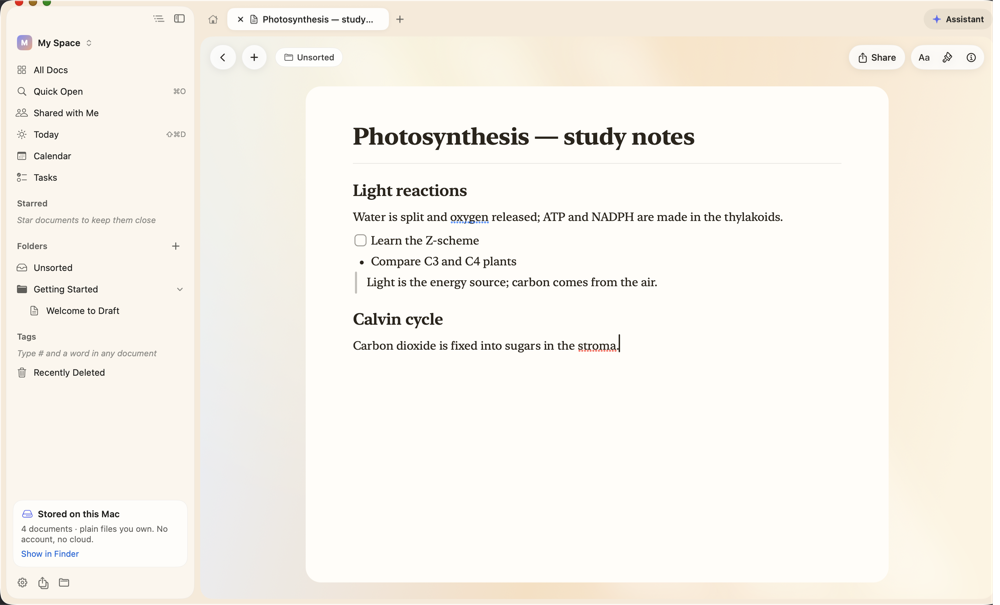 Photosynthesis — study...
Assistant
M My Space
All Docs
Quick Open ⌘O
Shared with Me
Today ⇧⌘D
Calendar
Tasks
Starred
Star documents to keep them close
Folders
Unsorted
Getting Started
Welcome to Draft
Tags
Type # and a word in any document
Recently Deleted
Stored on this Mac
4 documents · plain files you own. No
account, no cloud.
Show in Finder
Unsorted
Share
Aa
Photosynthesis — study notes
Light reactions
Water is split and oxygen released; ATP and NADPH are made in the thylakoids.
Learn the Z-scheme
• Compare C3 and C4 plants
Light is the energy source; carbon comes from the air.
Calvin cycle
Carbon dioxide is fixed into sugars in the stroma.